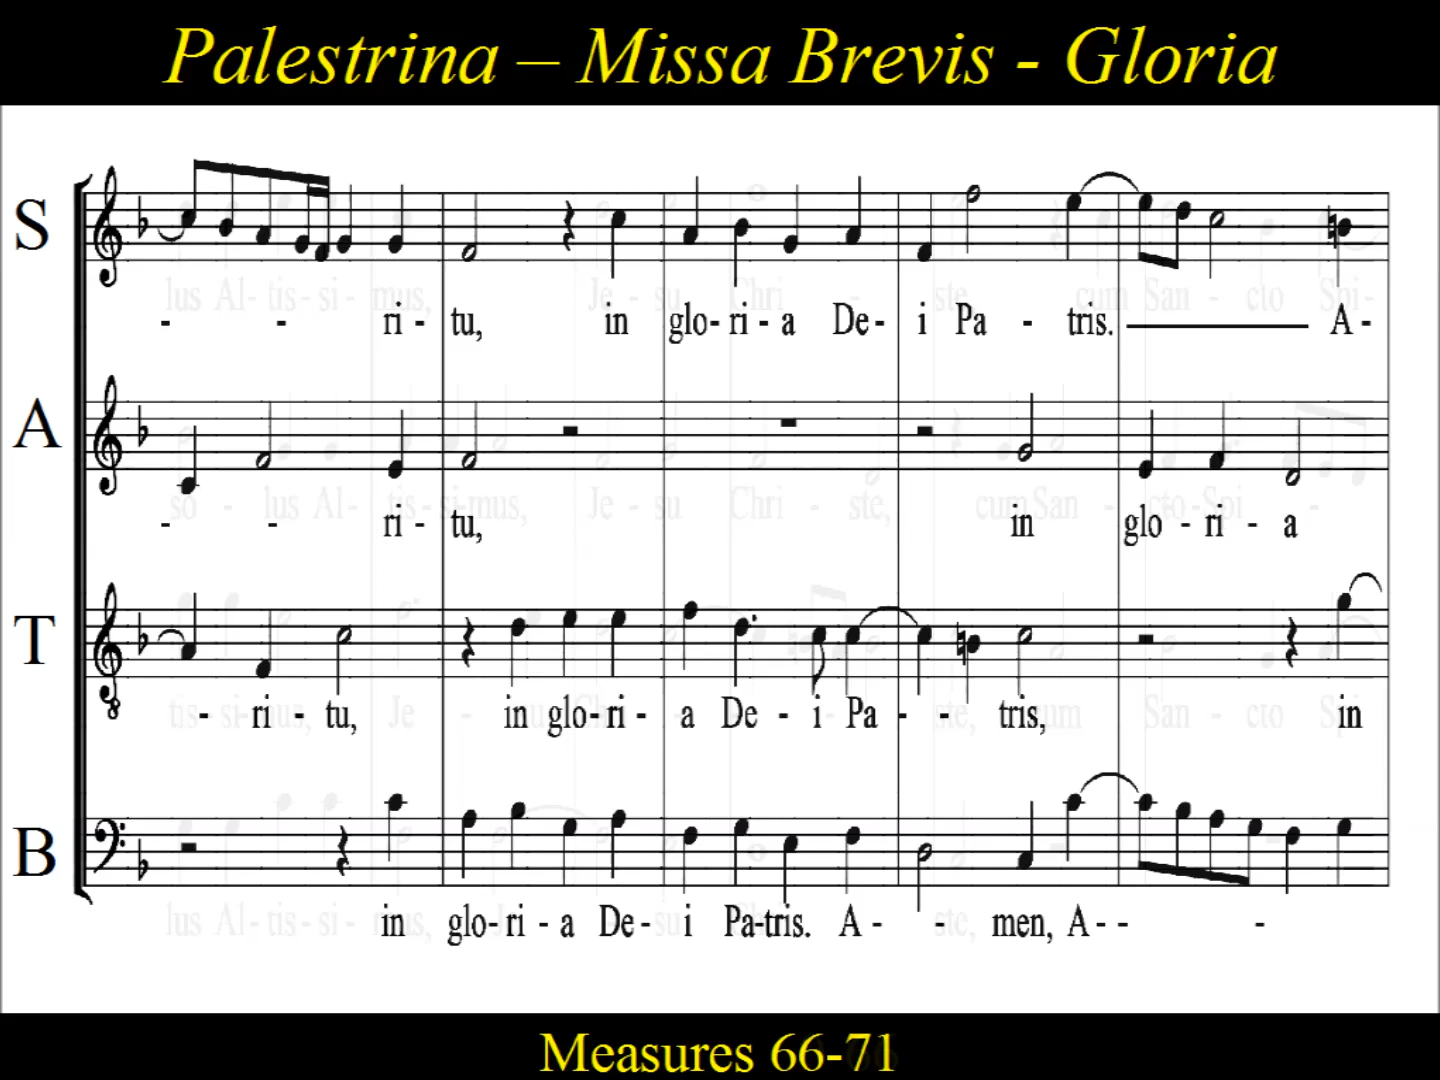 Palestrina – Missa Brevis - Gloria
S
- - ri - tu, in glo - ri - a De - i Pa - tris. A -
A
- - ri - tu, in glo - ri - a
T
8
- ri - tu, in glo - ri - a De - i Pa - - tris, in
B
in glo - ri - a De - i Pa - tris. A - - men, A - - -
Measures 66-71